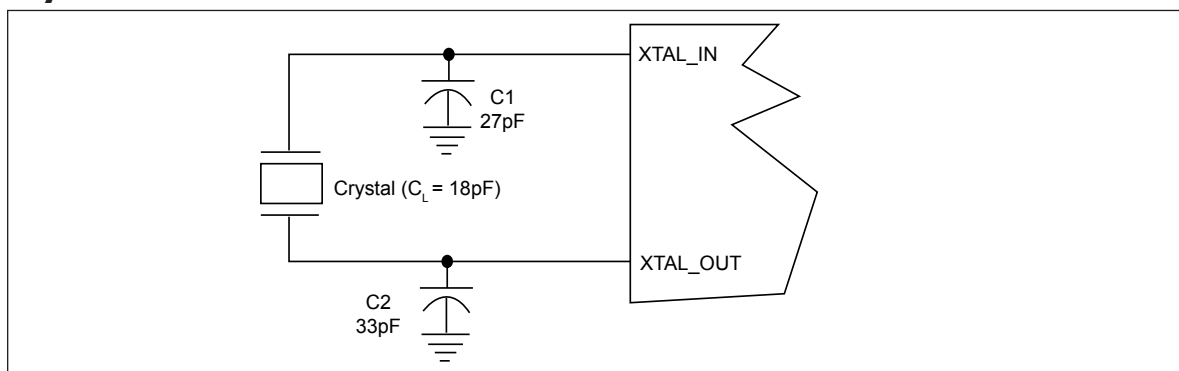 XTAL_IN
C1
27pF
Crystal (CL = 18pF)
XTAL_OUT
C2
33pF